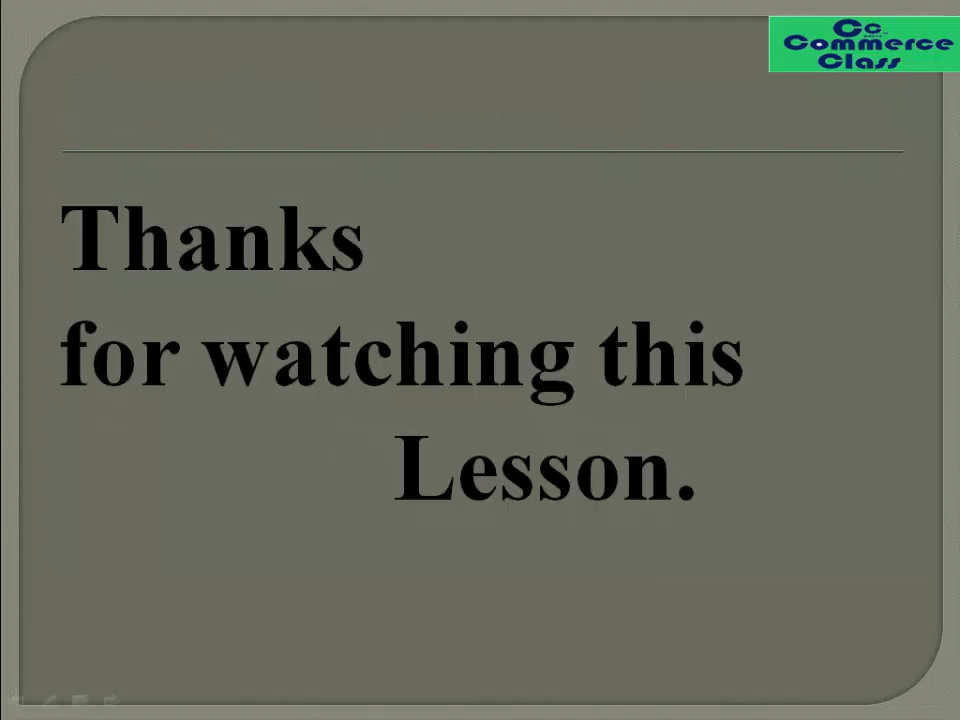 Cc
Commerce
Class
Thanks
for watching this
Lesson.